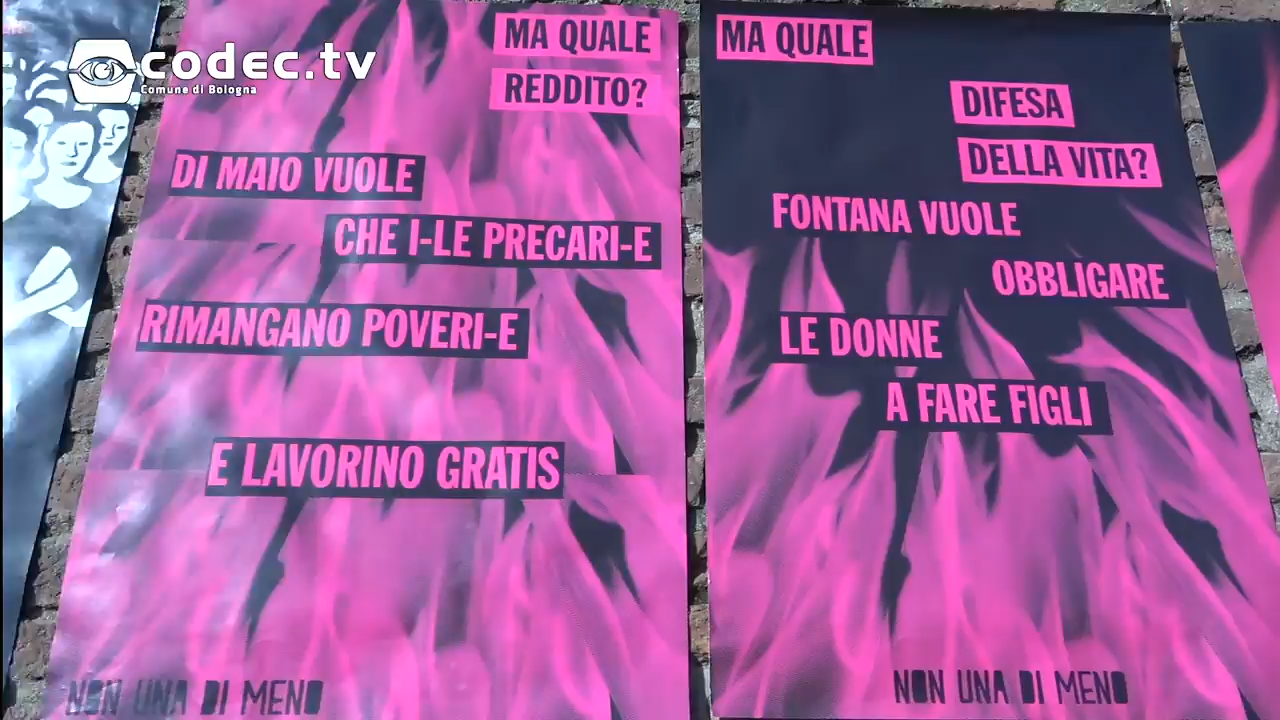 codec.tv
Comune di Bologna
MA QUALE
REDDITO?
DI MAIO VUOLE
CHE I-LE PRECARI-E
RIMANGANO POVERI-E
E LAVORINO GRATIS
NON UNA DI MENO
MA QUALE
DIFESA
DELLA VITA?
FONTANA VUOLE
OBBLIGARE
LE DONNE
A FARE FIGLI
NON UNA DI MENO